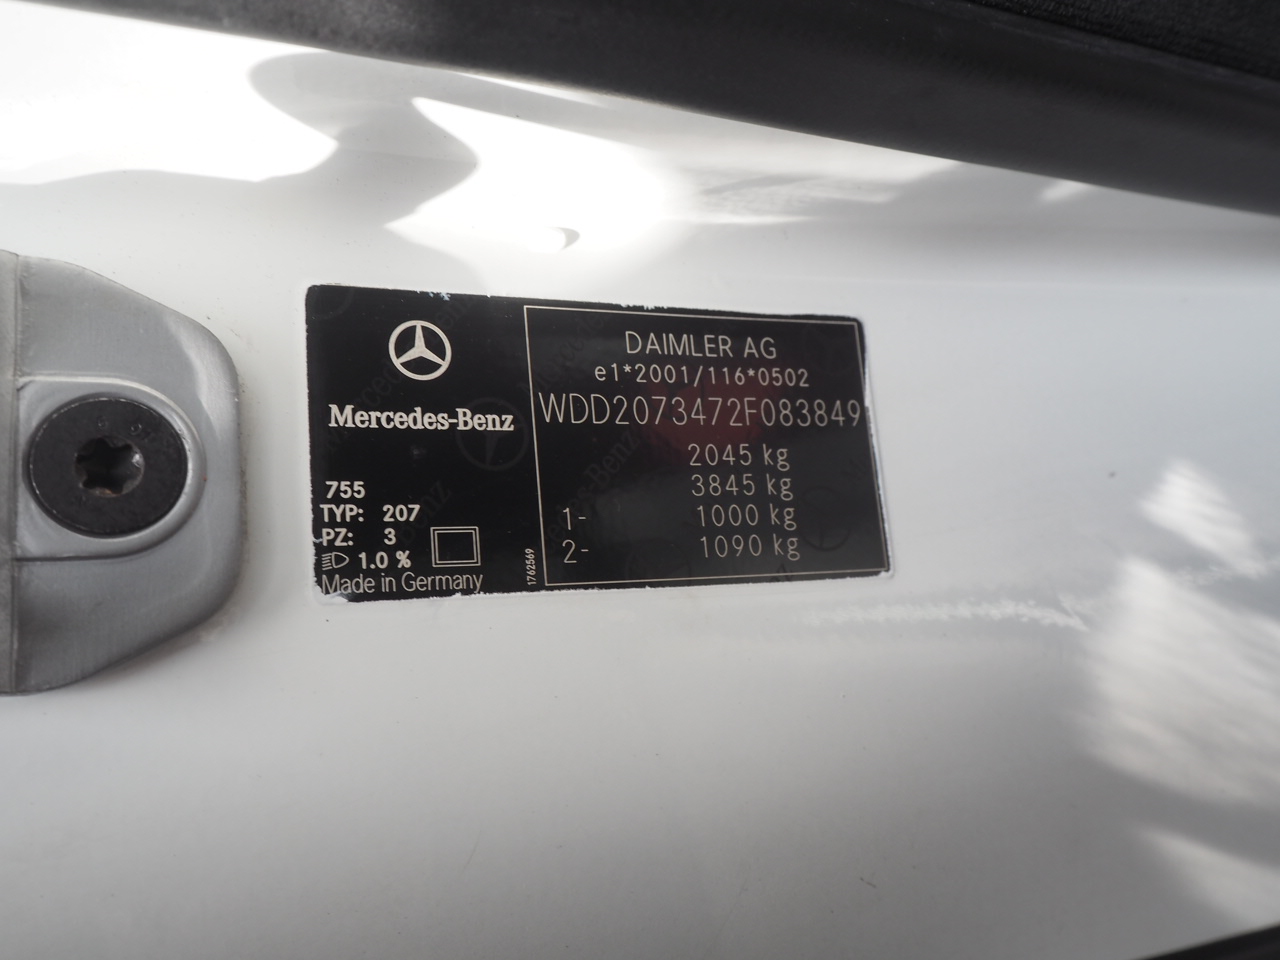 Mercedes-Benz
755
TYP: 207
PZ: 3
1.0 %
Made in Germany
1762569
DAIMLER AG
e1*2001/116*0502
WDD2073472F083849
2045 kg
3845 kg
1- 1000 kg
2- 1090 kg